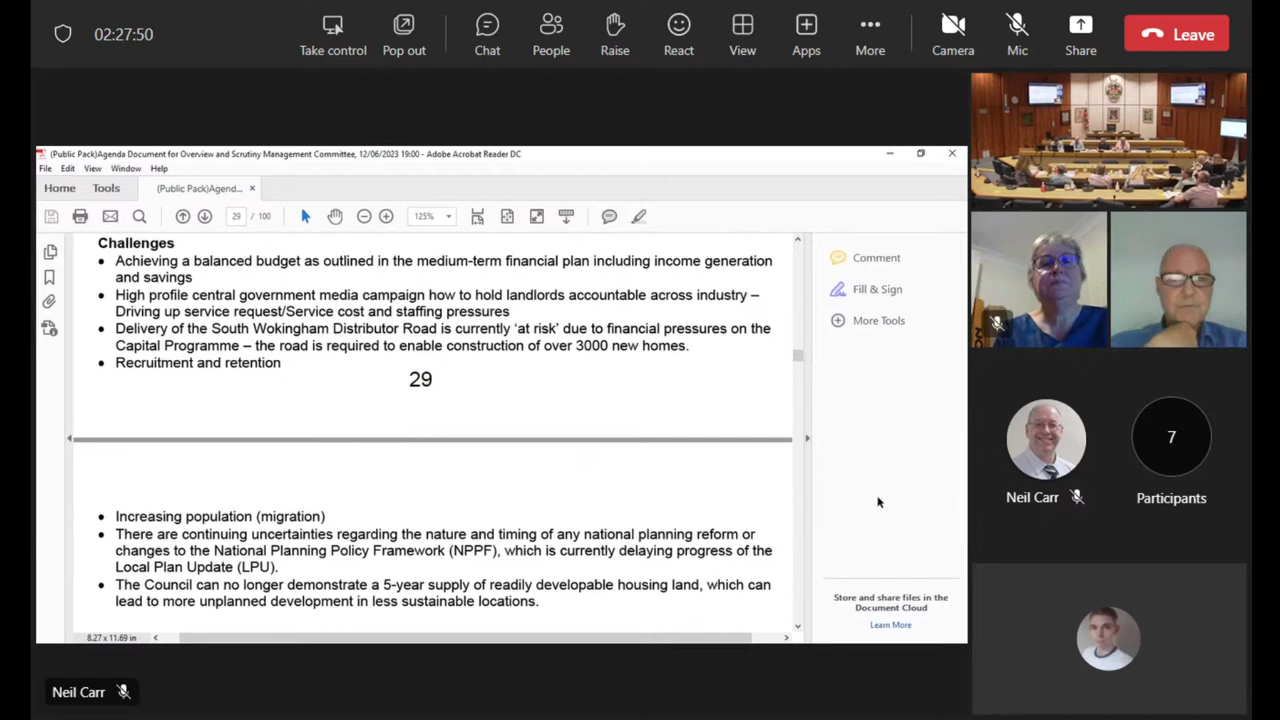 02:27:50
Take control
Pop out
Chat
People
Raise
React
View
Apps
More
Camera
Mic
Share
Leave
(Public Pack)Agenda Document for Overview and Scrutiny Management Committee, 12/06/2023 19:00 - Adobe Acrobat Reader DC
File Edit View Window Help
Home Tools (Public Pack)Agend...
29 / 100 125%
Challenges
• Achieving a balanced budget as outlined in the medium-term financial plan including income generation
and savings
• High profile central government media campaign how to hold landlords accountable across industry –
Driving up service request/Service cost and staffing pressures
• Delivery of the South Wokingham Distributor Road is currently ‘at risk’ due to financial pressures on the
Capital Programme – the road is required to enable construction of over 3000 new homes.
• Recruitment and retention
29
• Increasing population (migration)
• There are continuing uncertainties regarding the nature and timing of any national planning reform or
changes to the National Planning Policy Framework (NPPF), which is currently delaying progress of the
Local Plan Update (LPU).
• The Council can no longer demonstrate a 5-year supply of readily developable housing land, which can
lead to more unplanned development in less sustainable locations.
8.27 x 11.69 in
Comment
Fill & Sign
More Tools
Store and share files in the
Document Cloud
Learn More
Neil Carr
7
Participants
Neil Carr